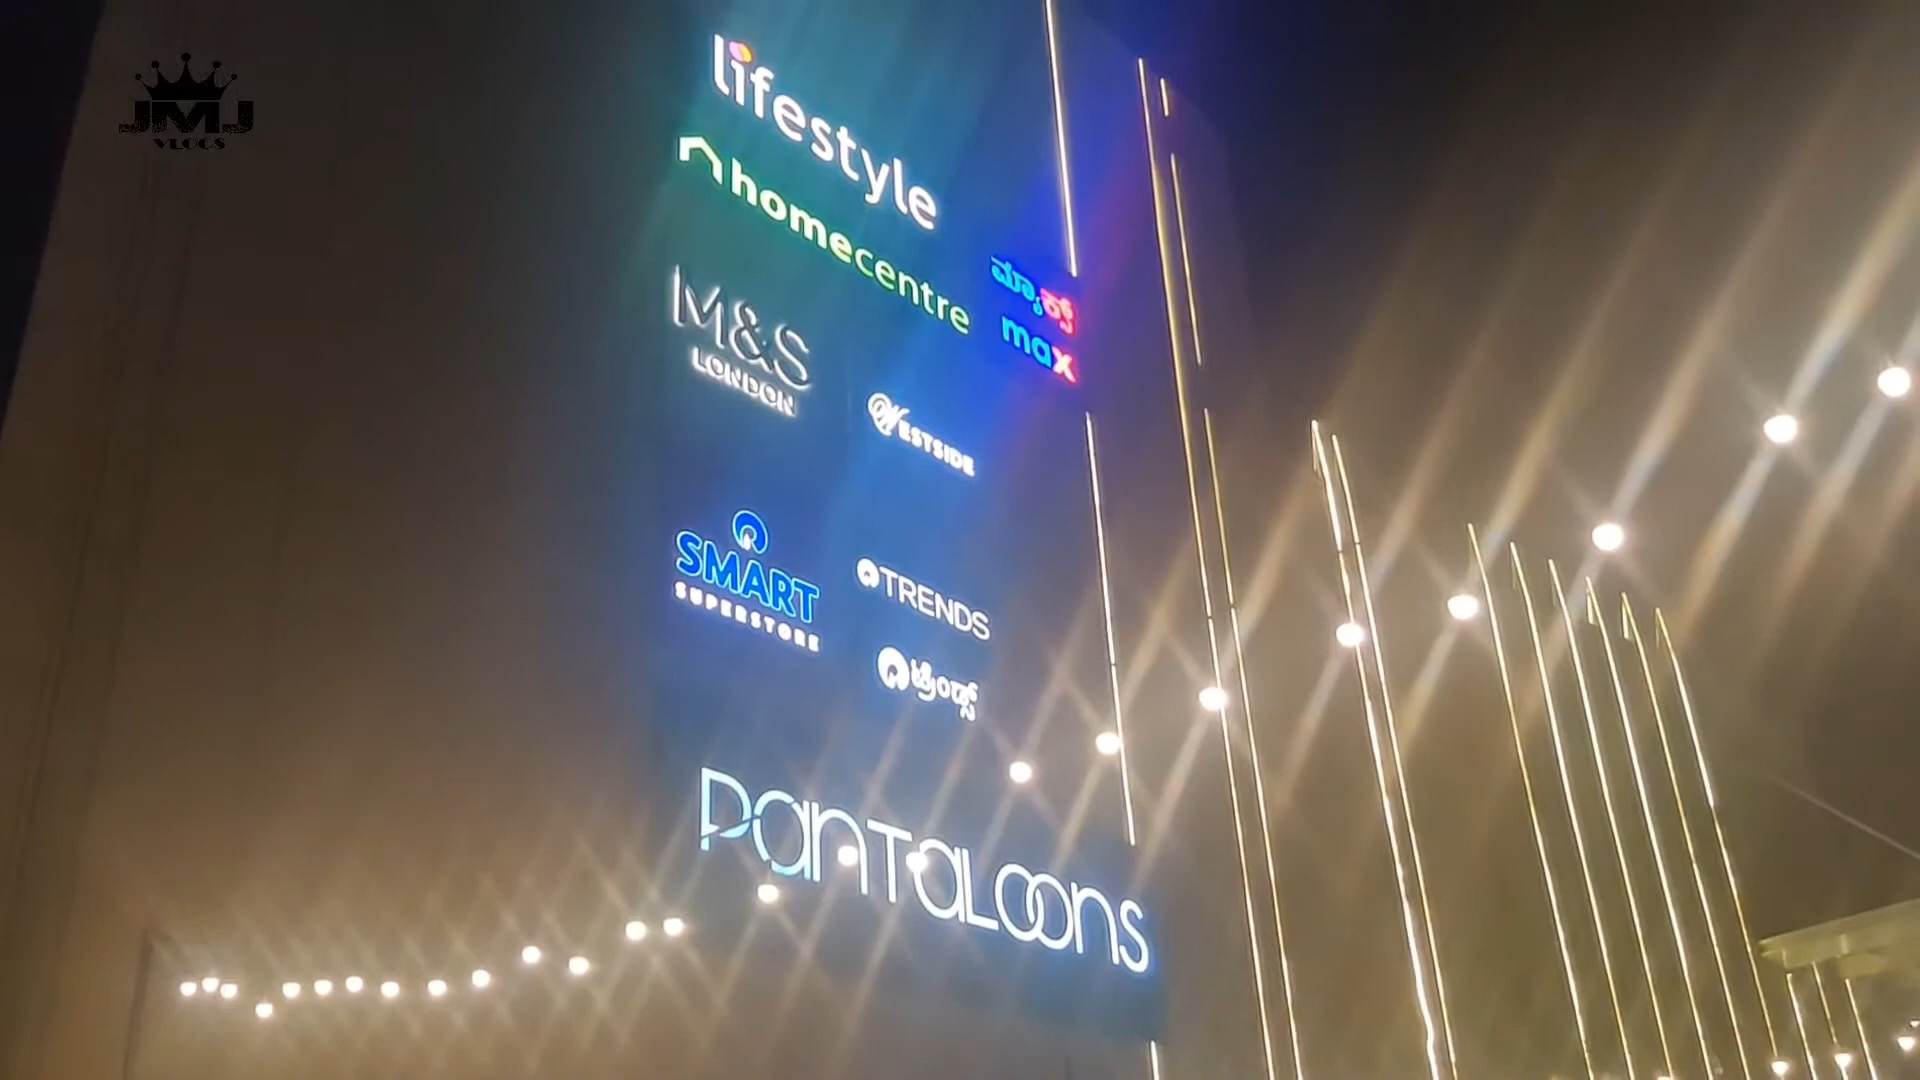 JMJ
VLOGS
lifestyle
homecentre
ಮ್ಯಾಕ್ಸ್
max
M&S
LONDON
WESTSIDE
SMART
SUPERSTORE
TRENDS
ಟ್ರೆಂಡ್ಸ್
PANTALOONS